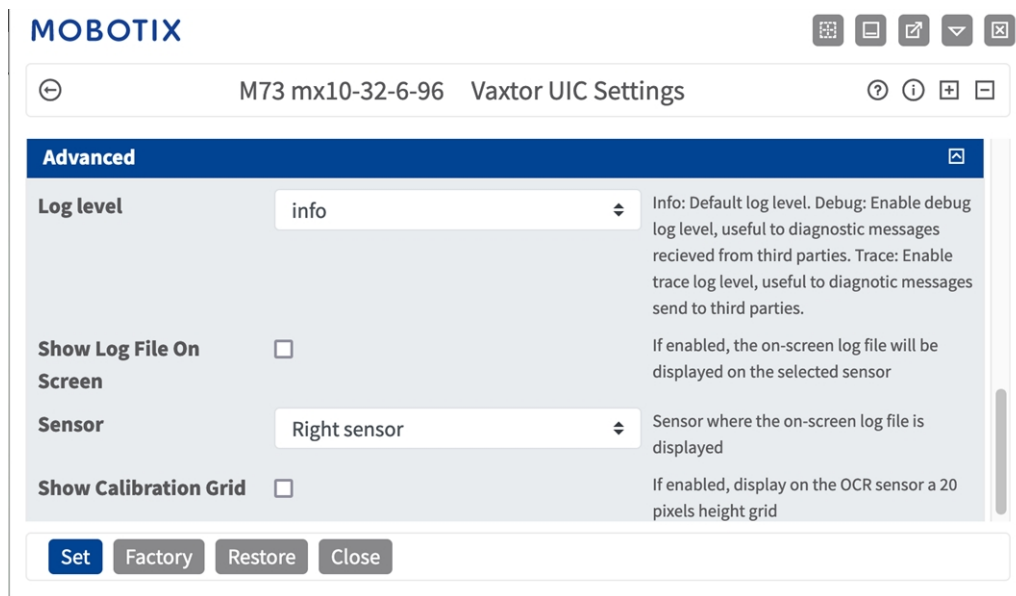 MOBOTIX
M73 mx10-32-6-96 Vaxtor UIC Settings
Advanced
Log level
info
Info: Default log level. Debug: Enable debug
log level, useful to diagnostic messages
recieved from third parties. Trace: Enable
trace log level, useful to diagnotic messages
send to third parties.
Show Log File On
Screen
If enabled, the on-screen log file will be
displayed on the selected sensor
Sensor
Right sensor
Sensor where the on-screen log file is
displayed
Show Calibration Grid
If enabled, display on the OCR sensor a 20
pixels height grid
Set Factory Restore Close